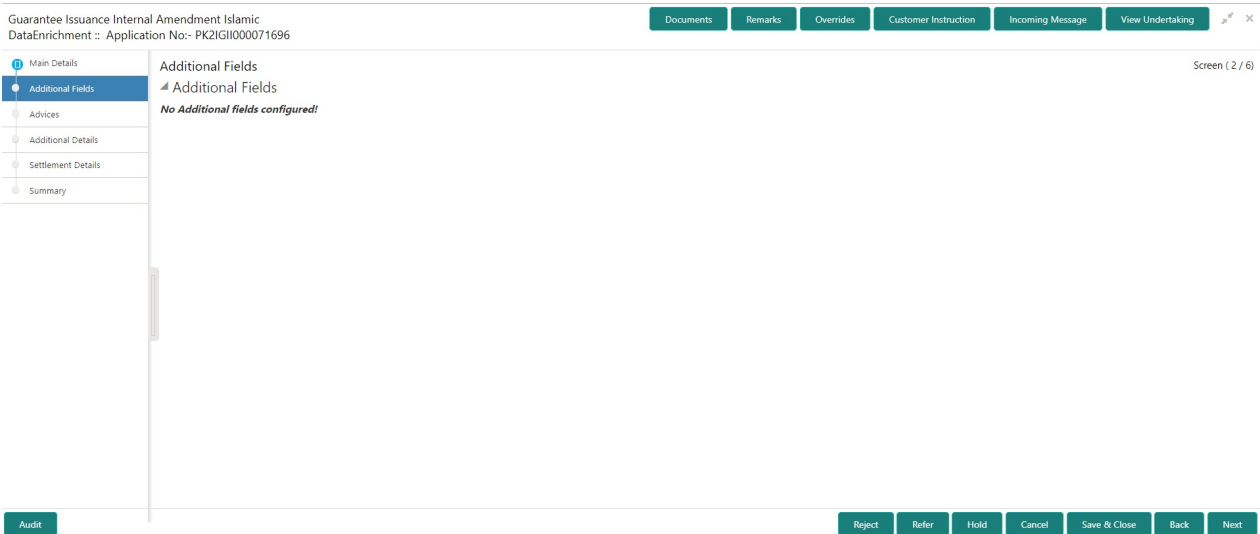 Guarantee Issuance Internal Amendment Islamic
DataEnrichment :: Application No:- PK2IGII000071696
Documents
Remarks
Overrides
Customer Instruction
Incoming Message
View Undertaking
Main Details
Additional Fields
Advices
Additional Details
Settlement Details
Summary
Additional Fields
Screen ( 2 / 6)
Additional Fields
No Additional fields configured!
Audit
Reject
Refer
Hold
Cancel
Save & Close
Back
Next